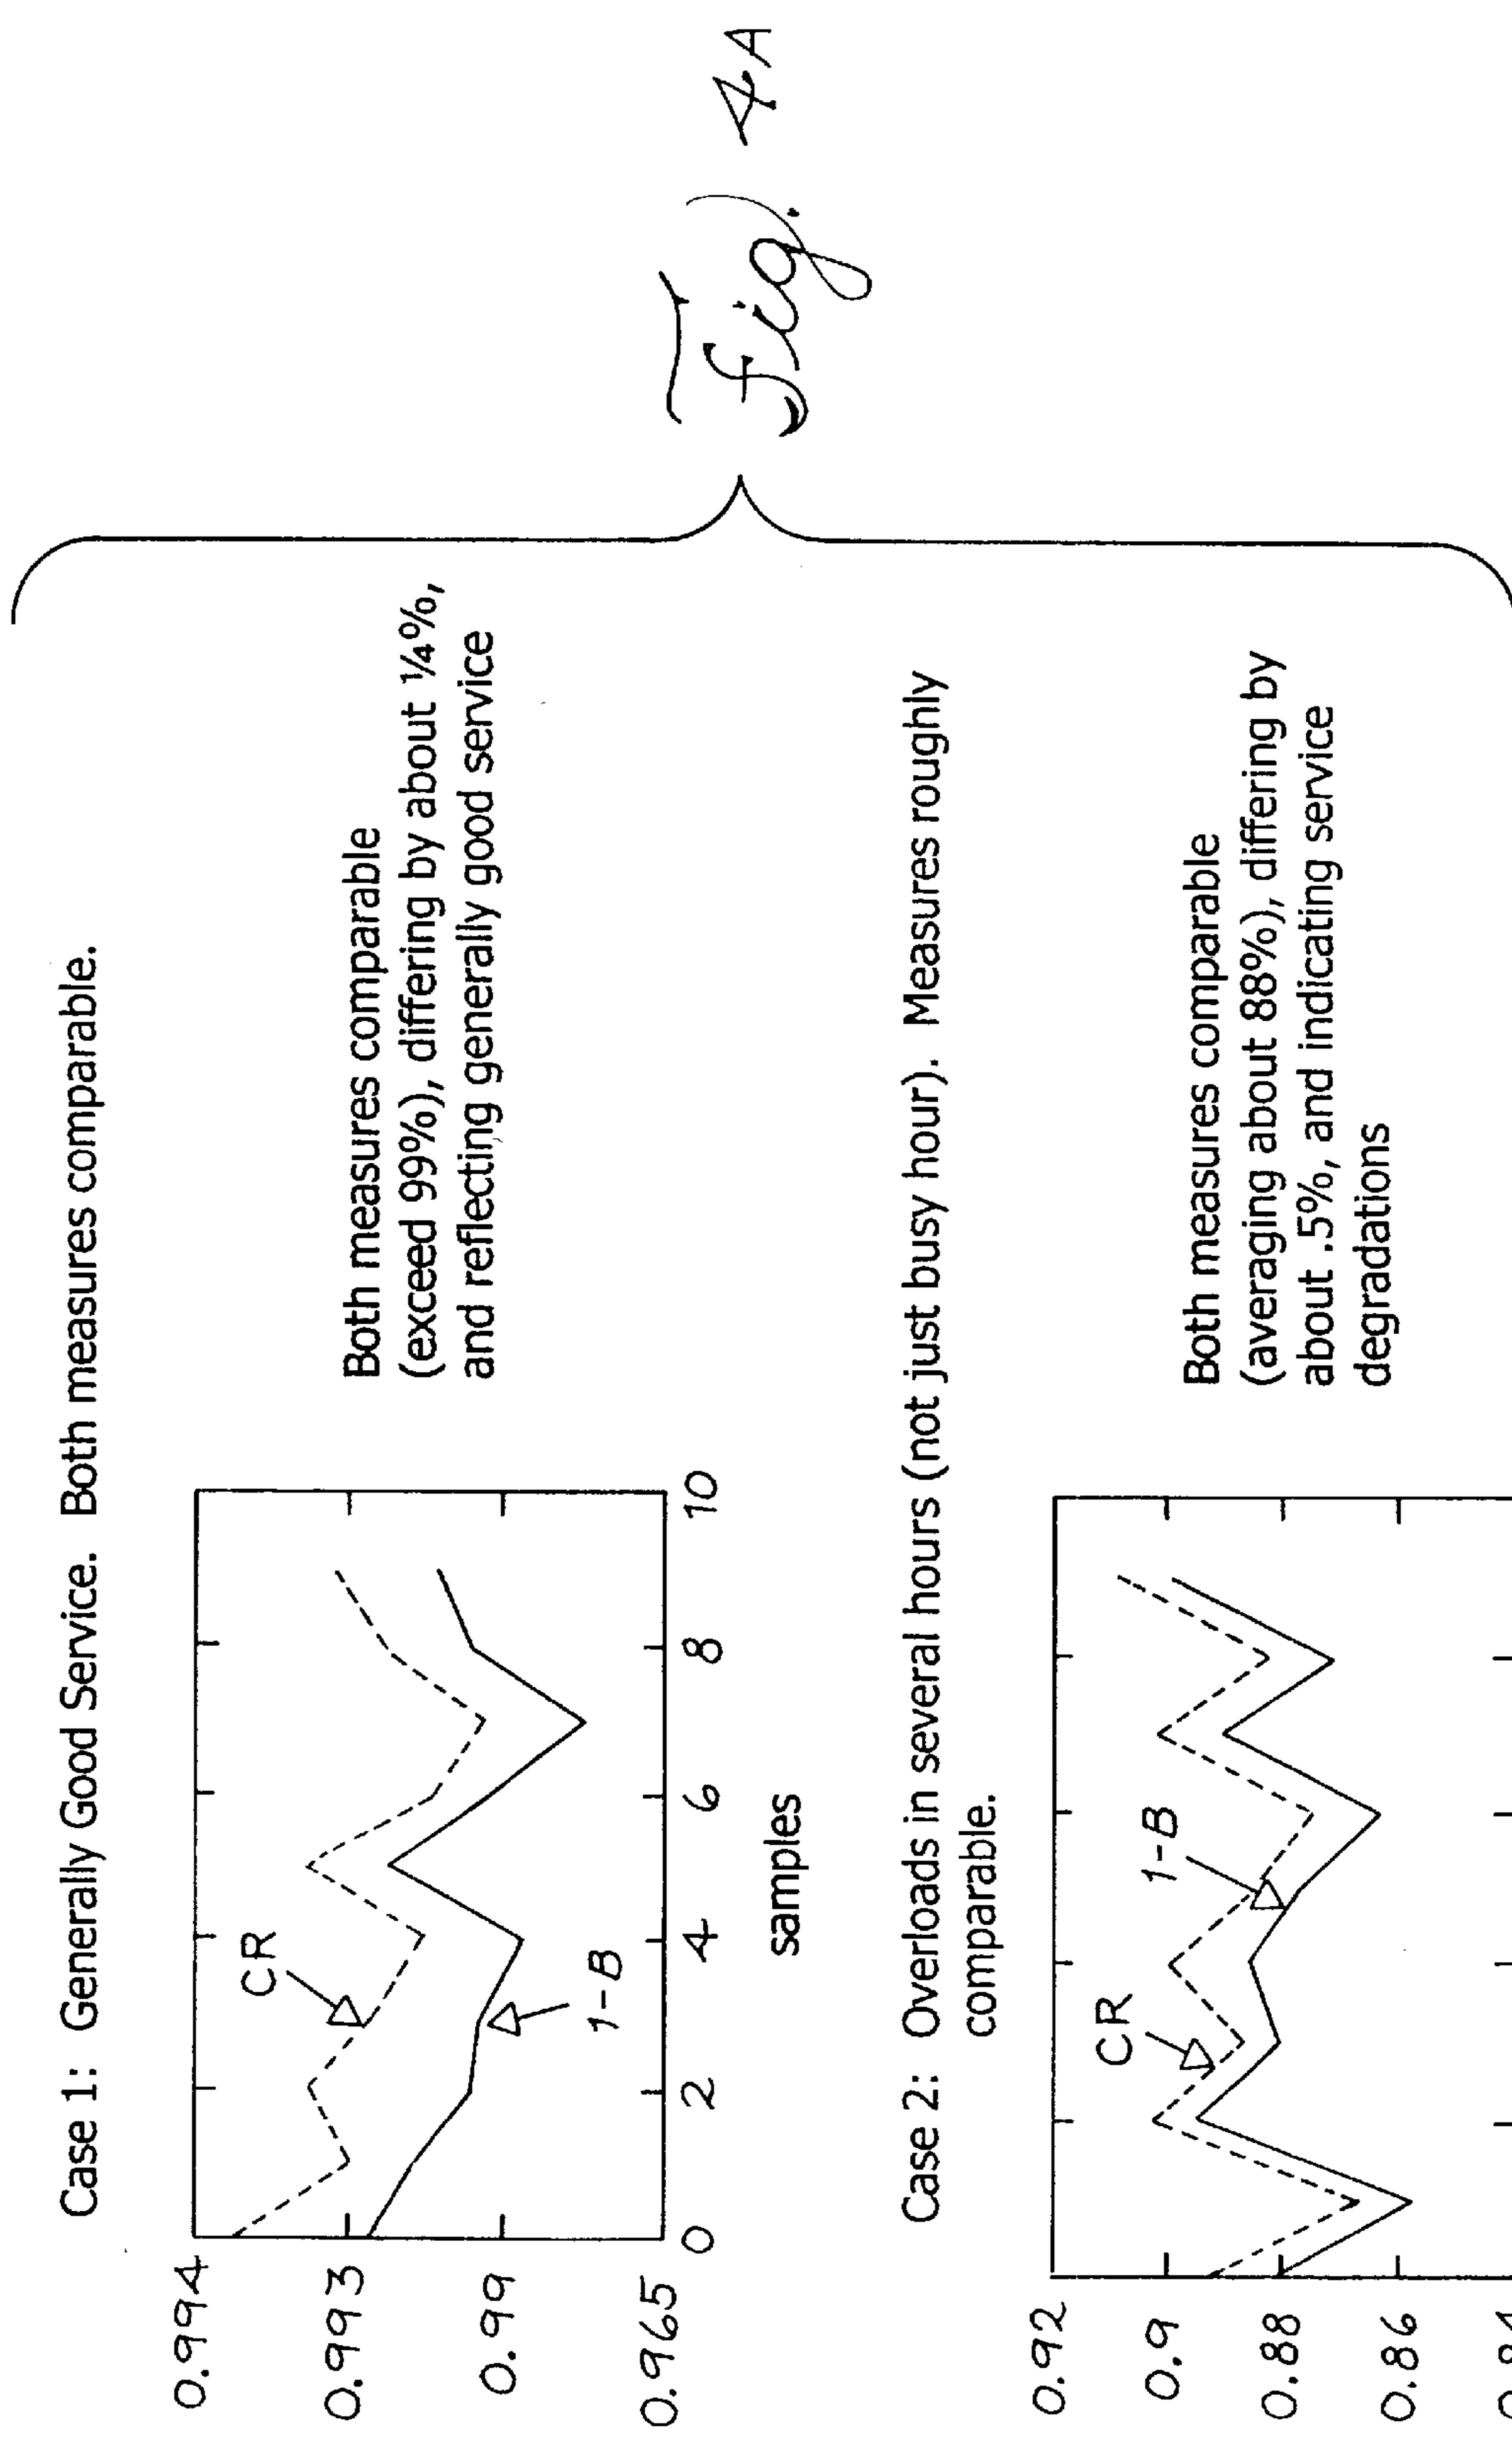 Case 1:  Generally Good Service.  Both measures comparable.
0.994
0.993
0.99
0.965
CR
1-B
0
2
4
6
8
10
samples
Both measures comparable
(exceed 99%), differing by about ¼%,
and reflecting generally good service
Case 2:  Overloads in several hours (not just busy hour).  Measures roughly
comparable.
0.92
0.9
0.88
0.86
CR
1-B
Both measures comparable
(averaging about 88%), differing by
about .5%, and indicating service
degradations
Fig. 4A